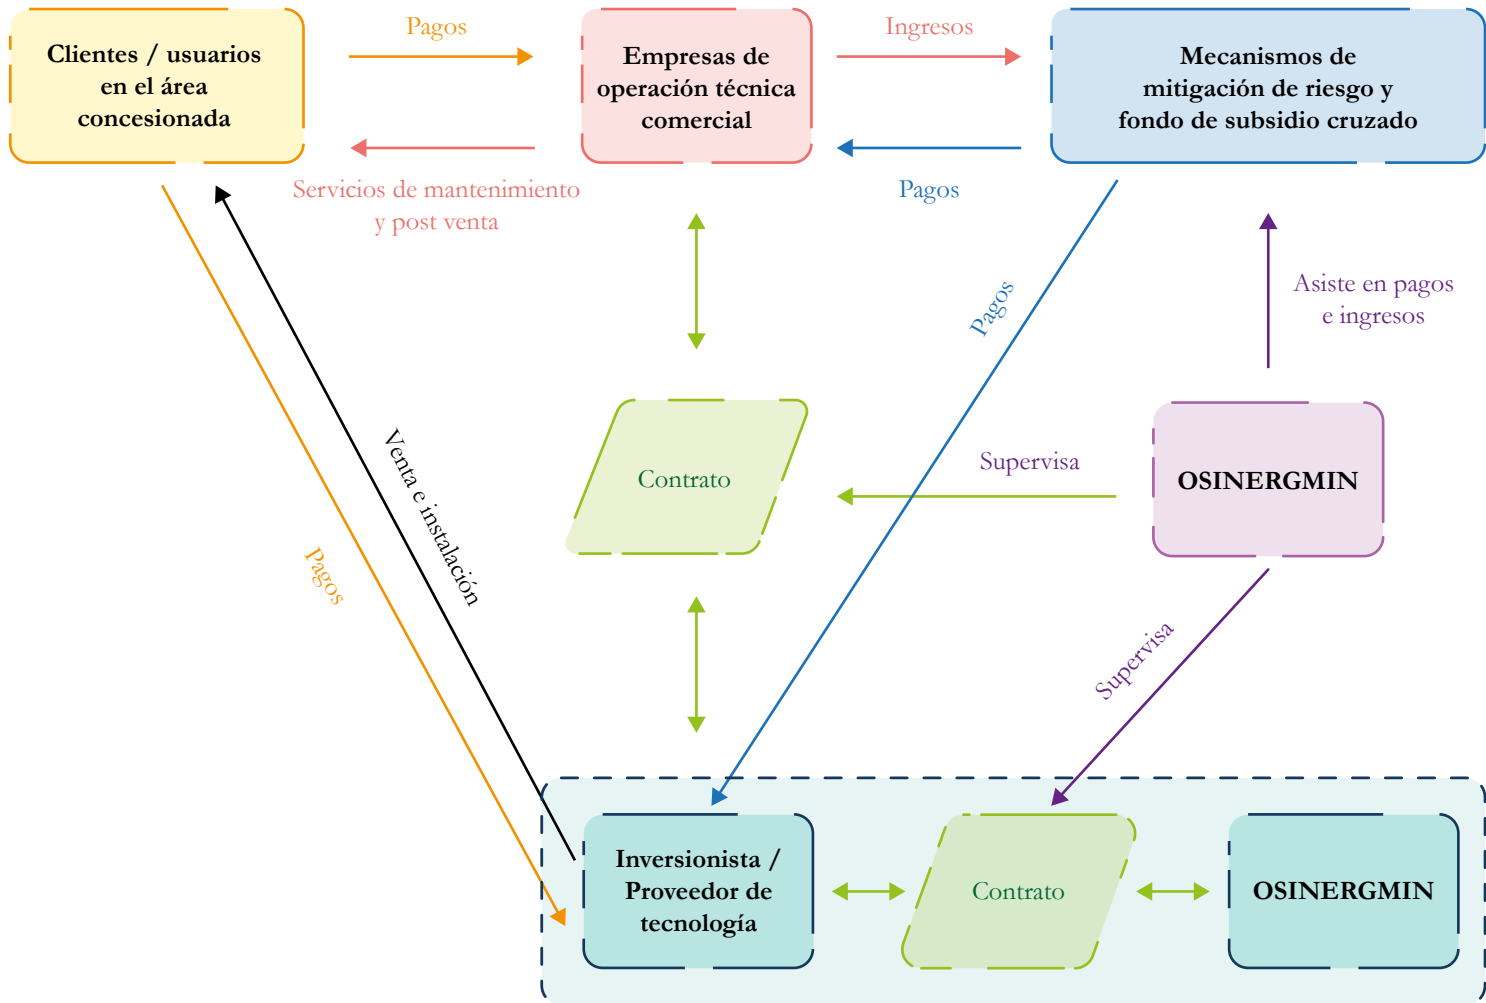 Clientes / usuarios
en el área
concesionada
Pagos
Empresas de
operación técnica
comercial
Ingresos
Mecanismos de
mitigación de riesgo y
fondo de subsidio cruzado
Servicios de mantenimiento
y post venta
Pagos
Pagos
Asiste en pagos
e ingresos
Venta e instalación
Contrato
Supervisa
OSINERGMIN
Pagos
Supervisa
Inversionista /
Proveedor de
tecnología
Contrato
OSINERGMIN